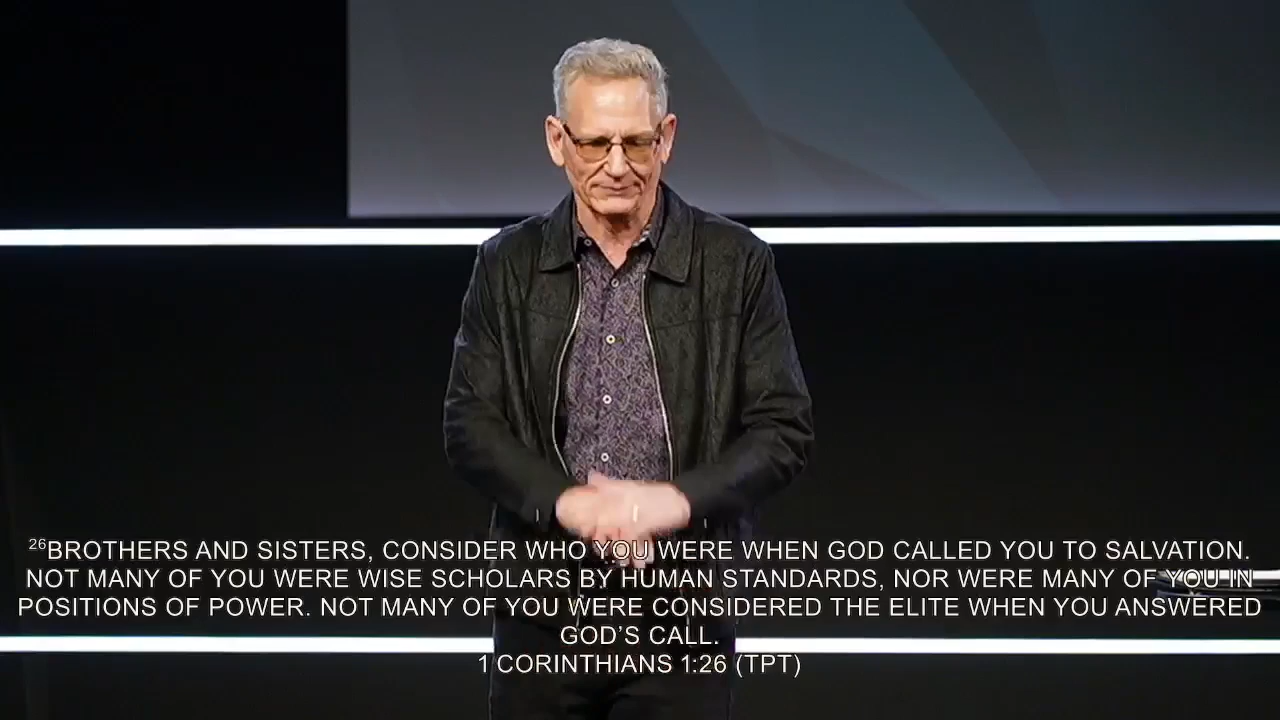 26BROTHERS AND SISTERS, CONSIDER WHO YOU WERE WHEN GOD CALLED YOU TO SALVATION.
NOT MANY OF YOU WERE WISE SCHOLARS BY HUMAN STANDARDS, NOR WERE MANY OF YOU IN
POSITIONS OF POWER. NOT MANY OF YOU WERE CONSIDERED THE ELITE WHEN YOU ANSWERED
GOD'S CALL.
1 CORINTHIANS 1:26 (TPT)